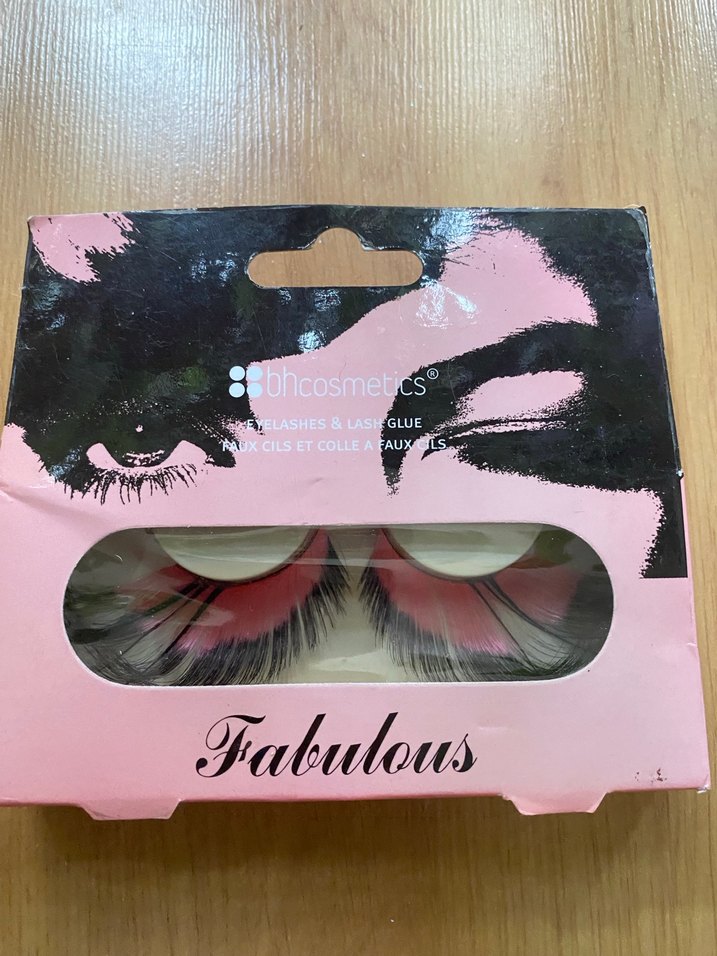 bhcosmetics®
EYELASHES & LASH GLUE
FAUX CILS ET COLLE A FAUX CILS
Fabulous